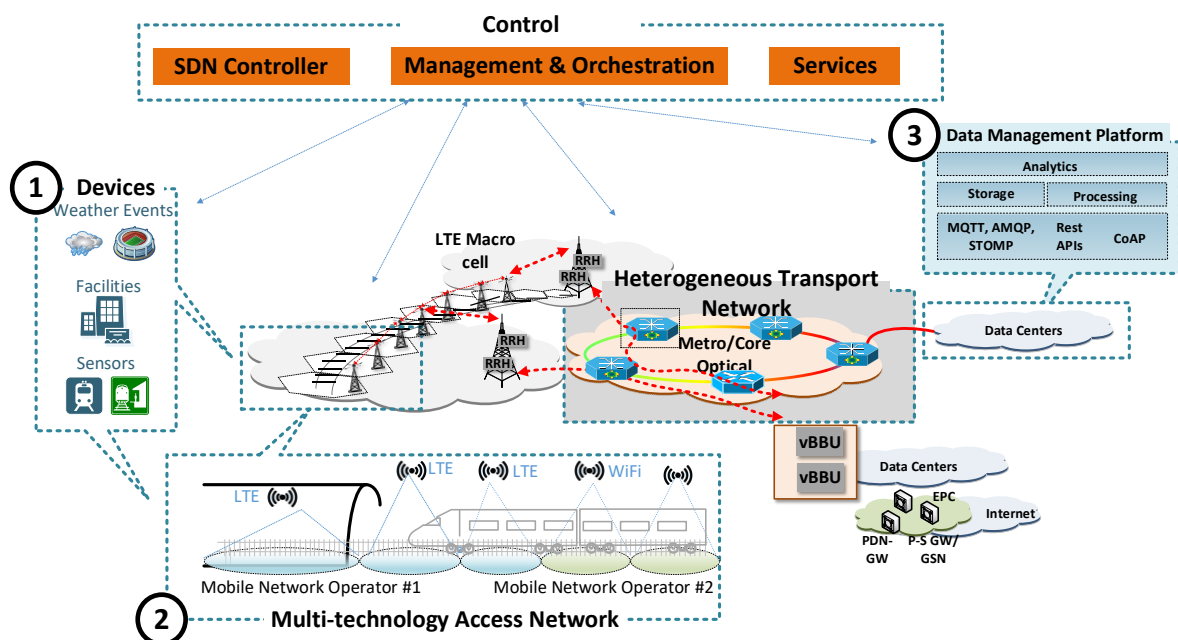 Control
SDN Controller
Management & Orchestration
Services
3
Data Management Platform
Analytics
Storage
Processing
MQTT, AMQP,
STOMP
Rest
APIs
CoAP
1
Devices
Weather Events
Facilities
Sensors
LTE Macro
cell
RRH
RRH
RRH
RRH
Heterogeneous Transport
Network
Metro/Core
Optical
Data Centers
vBBU
vBBU
Data Centers
EPC
Internet
PDN-
GW
P-S GW/
GSN
LTE
LTE
LTE
WiFi
Mobile Network Operator #1
Mobile Network Operator #2
2
Multi-technology Access Network